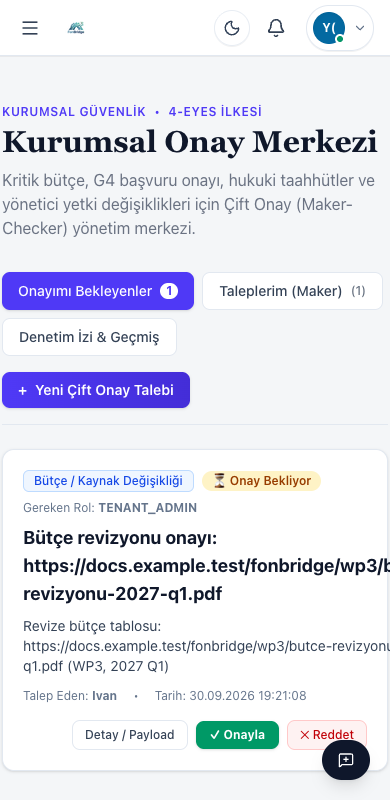 Y(
KURUMSAL GÜVENLİK • 4-EYES İLKESİ
Kurumsal Onay Merkezi
Kritik bütçe, G4 başvuru onayı, hukuki taahhütler ve
yönetici yetki değişiklikleri için Çift Onay (Maker-
Checker) yönetim merkezi.
Onayımı Bekleyenler 1
Taleplerim (Maker) (1)
Denetim İzi & Geçmiş
+ Yeni Çift Onay Talebi
Bütçe / Kaynak Değişikliği
⏳ Onay Bekliyor
Gereken Rol: TENANT_ADMIN
Bütçe revizyonu onayı:
https://docs.example.test/fonbridge/wp3/b
revizyonu-2027-q1.pdf
Revize bütçe tablosu:
https://docs.example.test/fonbridge/wp3/butce-revizyonu
q1.pdf (WP3, 2027 Q1)
Talep Eden: Ivan • Tarih: 30.09.2026 19:21:08
Detay / Payload
✓ Onayla
✕ Reddet